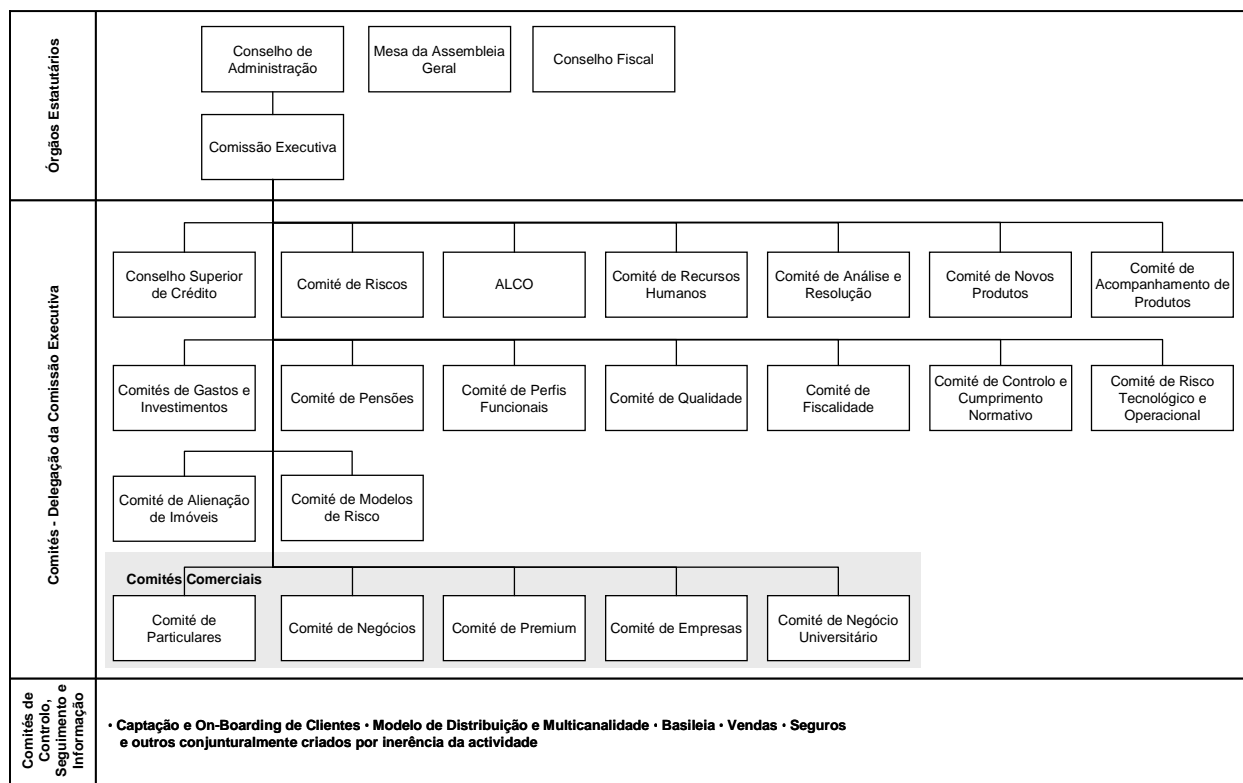 Órgãos Estatutários
Conselho de
Administração
Mesa da Assembleia
Geral
Conselho Fiscal
Comissão Executiva
Comités - Delegação da Comissão Executiva
Conselho Superior
de Crédito
Comité de Riscos
ALCO
Comité de Recursos
Humanos
Comité de Análise e
Resolução
Comité de Novos
Produtos
Comité de
Acompanhamento de
Produtos
Comités de Gastos e
Investimentos
Comité de Pensões
Comité de Perfis
Funcionais
Comité de Qualidade
Comité de
Fiscalidade
Comité de Controlo e
Cumprimento
Normativo
Comité de Risco
Tecnológico e
Operacional
Comité de Alienação
de Imóveis
Comité de Modelos
de Risco
Comités Comerciais
Comité de
Particulares
Comité de Negócios
Comité de Premium
Comité de Empresas
Comité de Negócio
Universitário
Comités de
Controlo,
Seguimento e
Informação
• Captação e On-Boarding de Clientes • Modelo de Distribuição e Multicanalidade • Basileia • Vendas • Seguros
e outros conjunturalmente criados por inerência da actividade